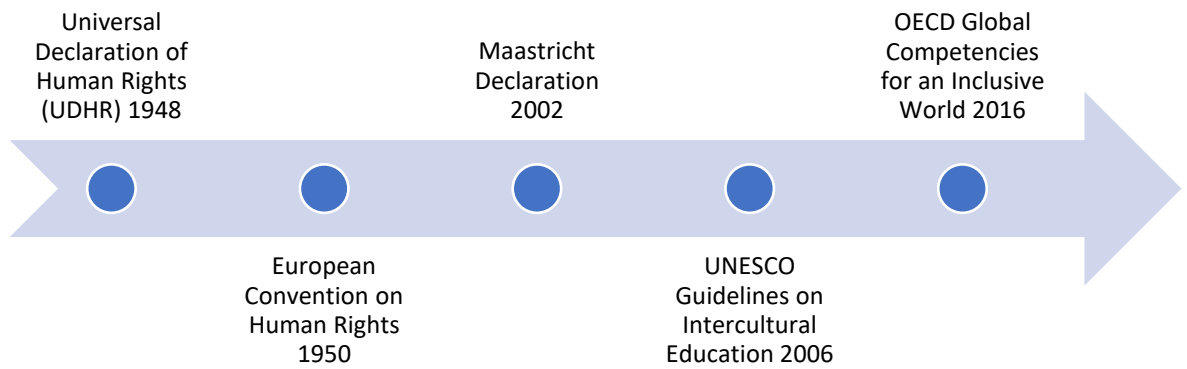 Universal
Declaration of
Human Rights
(UDHR) 1948
European
Convention on
Human Rights
1950
Maastricht
Declaration
2002
UNESCO
Guidelines on
Intercultural
Education 2006
OECD Global
Competencies
for an Inclusive
World 2016